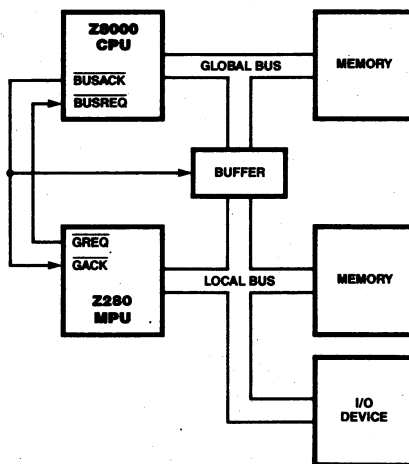 Z8000
CPU
BUSACK
BUSREQ
GLOBAL BUS
MEMORY
BUFFER
GREQ
GACK
Z280
MPU
LOCAL BUS
MEMORY
I/O
DEVICE